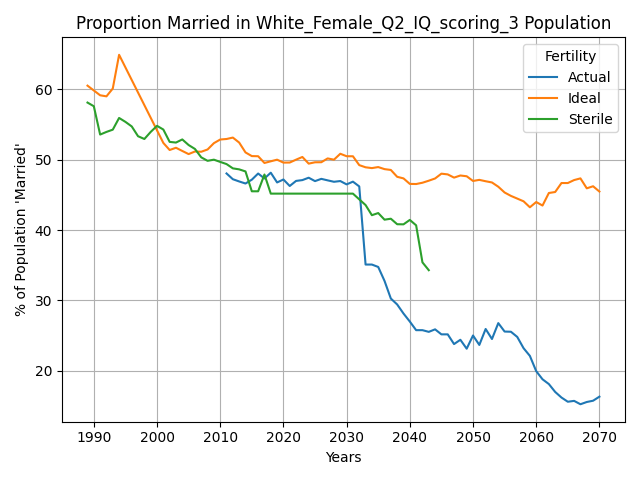 Proportion Married in White_Female_Q2_IQ_scoring_3 Population
% of Population 'Married'
60
50
40
30
20
Fertility
Actual
Ideal
Sterile
1990 2000 2010 2020 2030 2040 2050 2060 2070
Years